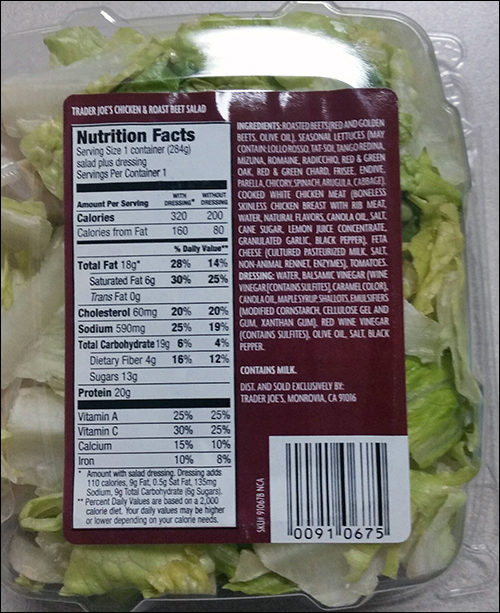 TRADER JOE'S CHICKEN & ROAST BEET SALAD
Nutrition Facts
Serving Size 1 container (284g)
salad plus dressing
Servings Per Container 1
Amount Per Serving WITH DRESSING* WITHOUT DRESSING
Calories 320 200
Calories from Fat 160 80
% Daily Value**
Total Fat 18g* 28% 14%
Saturated Fat 6g 30% 25%
Trans Fat 0g
Cholesterol 60mg 20% 20%
Sodium 590mg 25% 19%
Total Carbohydrate 19g 6% 4%
Dietary Fiber 4g 16% 12%
Sugars 13g
Protein 20g
Vitamin A 25% 25%
Vitamin C 30% 25%
Calcium 15% 10%
Iron 10% 8%
* Amount with salad dressing. Dressing adds
110 calories, 9g Fat, 0.5g Sat Fat, 135mg
Sodium, 9g Total Carbohydrate (6g Sugars).
** Percent Daily Values are based on a 2,000
calorie diet. Your daily values may be higher
or lower depending on your calorie needs.
INGREDIENTS: ROASTED BEETS (RED AND GOLDEN
BEETS, OLIVE OIL), SEASONAL LETTUCES (MAY
CONTAIN: LOLLO ROSSO, TAT-SOI, TANGO REDINA,
MIZUNA, ROMAINE, RADICCHIO, RED & GREEN
OAK, RED & GREEN CHARD, FRISEE, ENDIVE,
PARELLA, CHICORY, SPINACH, ARUGULA, CABBAGE),
COOKED WHITE CHICKEN MEAT (BONELESS
SKINLESS CHICKEN BREAST WITH RIB MEAT,
WATER, NATURAL FLAVORS, CANOLA OIL, SALT,
CANE SUGAR, LEMON JUICE CONCENTRATE,
GRANULATED GARLIC, BLACK PEPPER), FETA
CHEESE (CULTURED PASTEURIZED MILK, SALT,
NON-ANIMAL RENNET, ENZYMES), TOMATOES.
DRESSING: WATER, BALSAMIC VINEGAR (WINE
VINEGAR [CONTAINS SULFITES], CARAMEL COLOR),
CANOLA OIL, MAPLE SYRUP, SHALLOTS, EMULSIFIERS
(MODIFIED CORNSTARCH, CELLULOSE GEL AND
GUM, XANTHAN GUM), RED WINE VINEGAR
(CONTAINS SULFITES), OLIVE OIL, SALT, BLACK
PEPPER.
CONTAINS MILK.
DIST. AND SOLD EXCLUSIVELY BY:
TRADER JOE'S, MONROVIA, CA 91016
SKU# 91067B NCA
0091 0675